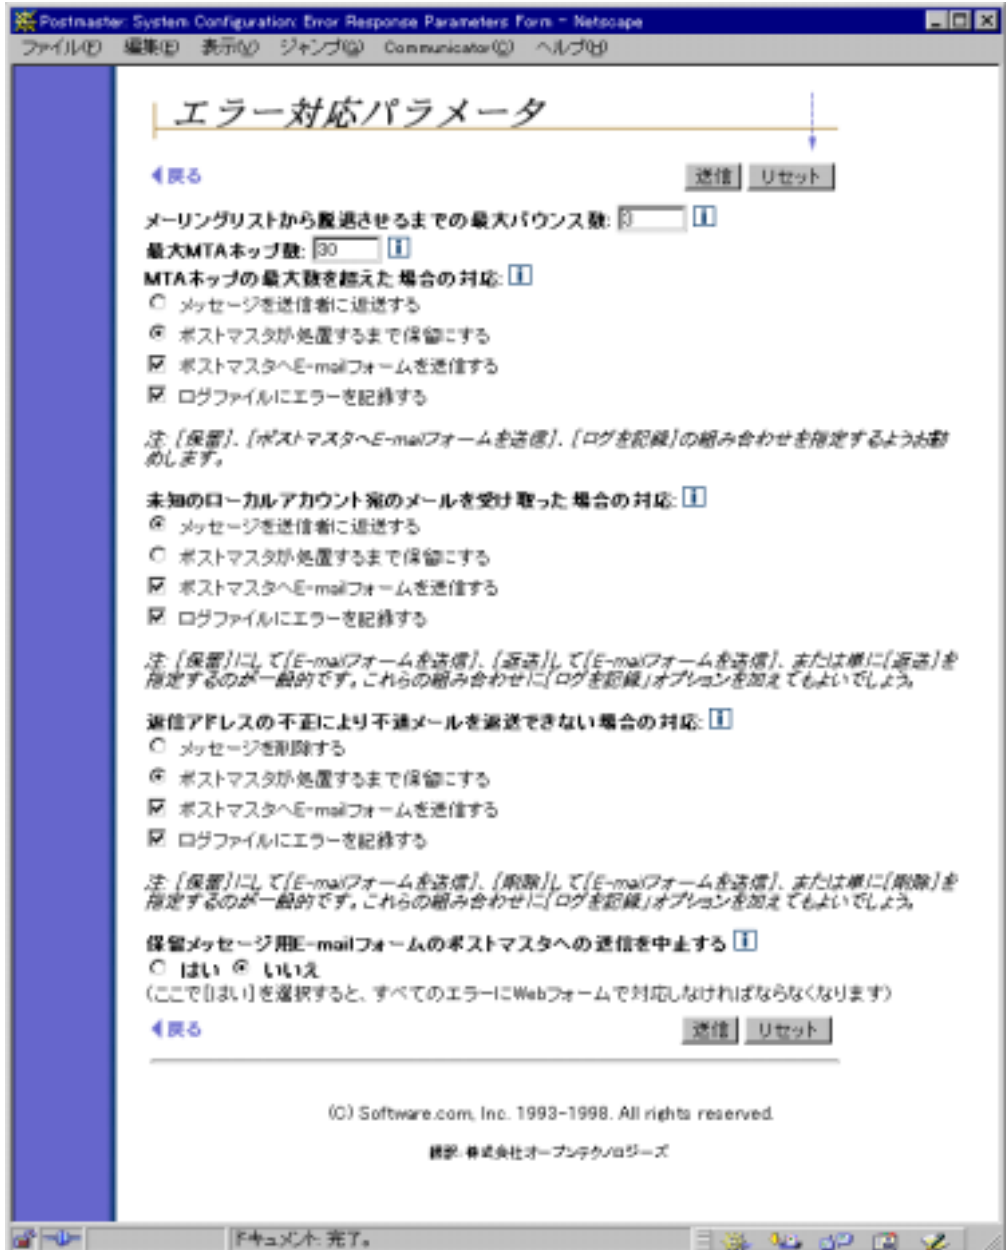 Postmaster: System Configuration: Error Response Parameters Form - Netscape
ファイル(F) 編集(E) 表示(V) ジャンプ(G) Communicator(C) ヘルプ(H)
エラー対応パラメータ
戻る 送信 リセット
メーリングリストから脱退させるまでの最大バウンス数: 3
最大MTAホップ数: 30
MTAホップの最大数を超えた場合の対応:
メッセージを送信者に返送する
ポストマスタが処置するまで保留にする
ポストマスタへE-mailフォームを送信する
ログファイルにエラーを記録する
注: [保留]、[ポストマスタへE-mailフォームを送信]、[ログを記録]の組み合わせを指定するようお勧
めします。
未知のローカルアカウント宛のメールを受け取った場合の対応:
メッセージを送信者に返送する
ポストマスタが処置するまで保留にする
ポストマスタへE-mailフォームを送信する
ログファイルにエラーを記録する
注: [保留]にして[E-mailフォームを送信]、[返送]して[E-mailフォームを送信]、または単に[返送]を
指定するのが一般的です。これらの組み合わせに[ログを記録]オプションを加えてもよいでしょう。
返信アドレスの不正により不達メールを返送できない場合の対応:
メッセージを削除する
ポストマスタが処置するまで保留にする
ポストマスタへE-mailフォームを送信する
ログファイルにエラーを記録する
注: [保留]にして[E-mailフォームを送信]、[削除]して[E-mailフォームを送信]、または単に[削除]を
指定するのが一般的です。これらの組み合わせに[ログを記録]オプションを加えてもよいでしょう。
保留メッセージ用E-mailフォームのポストマスタへの送信を中止する
はい いいえ
(ここで[はい]を選択すると、すべてのエラーにWebフォームで対応しなければならなくなります)
戻る 送信 リセット
(C) Software.com, Inc. 1993-1998. All rights reserved.
翻訳: 株式会社オープンテクノロジーズ
ドキュメント: 完了。